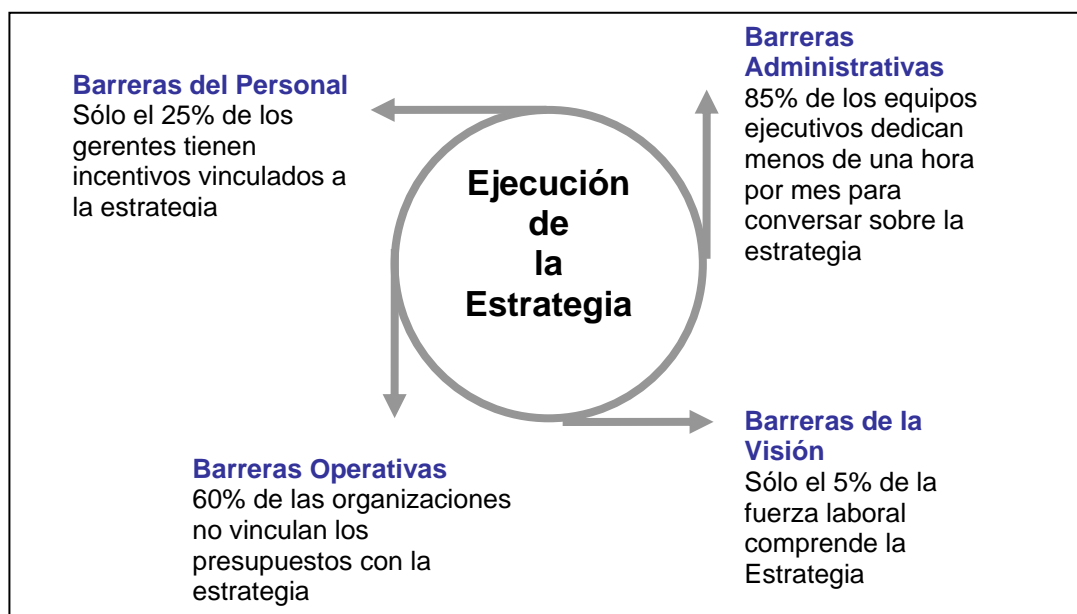 Barreras del Personal
Sólo el 25% de los
gerentes tienen
incentivos vinculados a
la estrategia
Barreras
Administrativas
85% de los equipos
ejecutivos dedican
menos de una hora
por mes para
conversar sobre la
estrategia
Ejecución
de
la
Estrategia
Barreras Operativas
60% de las organizaciones
no vinculan los
presupuestos con la
estrategia
Barreras de la
Visión
Sólo el 5% de la
fuerza laboral
comprende la
Estrategia